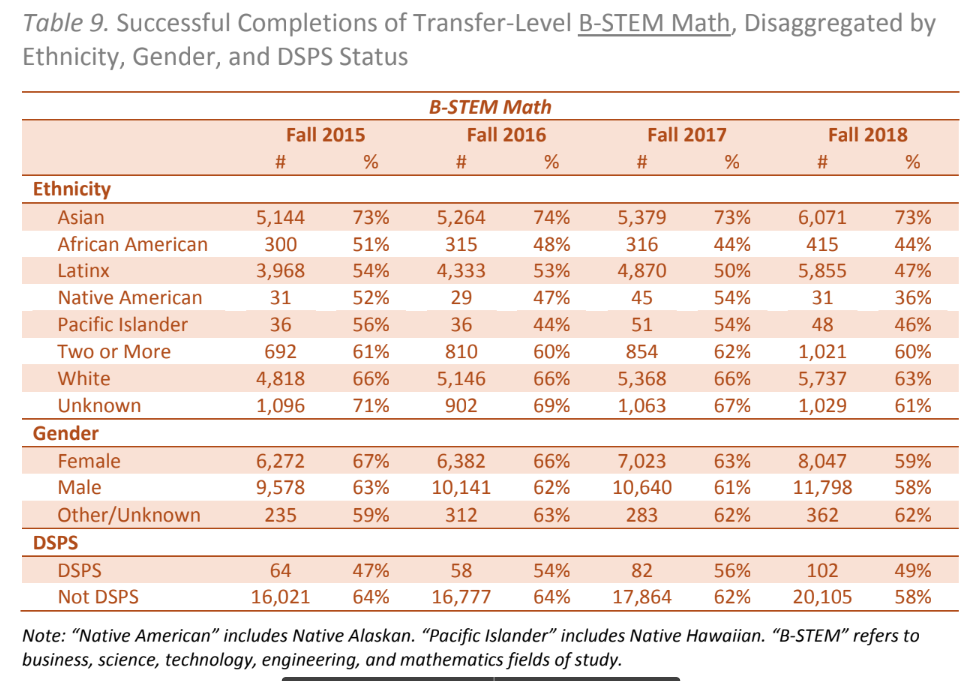 Table 9. Successful Completions of Transfer-Level B-STEM Math, Disaggregated by
Ethnicity, Gender, and DSPS Status
B-STEM Math
Fall 2015 Fall 2016 Fall 2017 Fall 2018
# % # % # % # %
Ethnicity
Asian 5,144 73% 5,264 74% 5,379 73% 6,071 73%
African American 300 51% 315 48% 316 44% 415 44%
Latinx 3,968 54% 4,333 53% 4,870 50% 5,855 47%
Native American 31 52% 29 47% 45 54% 31 36%
Pacific Islander 36 56% 36 44% 51 54% 48 46%
Two or More 692 61% 810 60% 854 62% 1,021 60%
White 4,818 66% 5,146 66% 5,368 66% 5,737 63%
Unknown 1,096 71% 902 69% 1,063 67% 1,029 61%
Gender
Female 6,272 67% 6,382 66% 7,023 63% 8,047 59%
Male 9,578 63% 10,141 62% 10,640 61% 11,798 58%
Other/Unknown 235 59% 312 63% 283 62% 362 62%
DSPS
DSPS 64 47% 58 54% 82 56% 102 49%
Not DSPS 16,021 64% 16,777 64% 17,864 62% 20,105 58%
Note: “Native American” includes Native Alaskan. “Pacific Islander” includes Native Hawaiian. “B-STEM” refers to
business, science, technology, engineering, and mathematics fields of study.